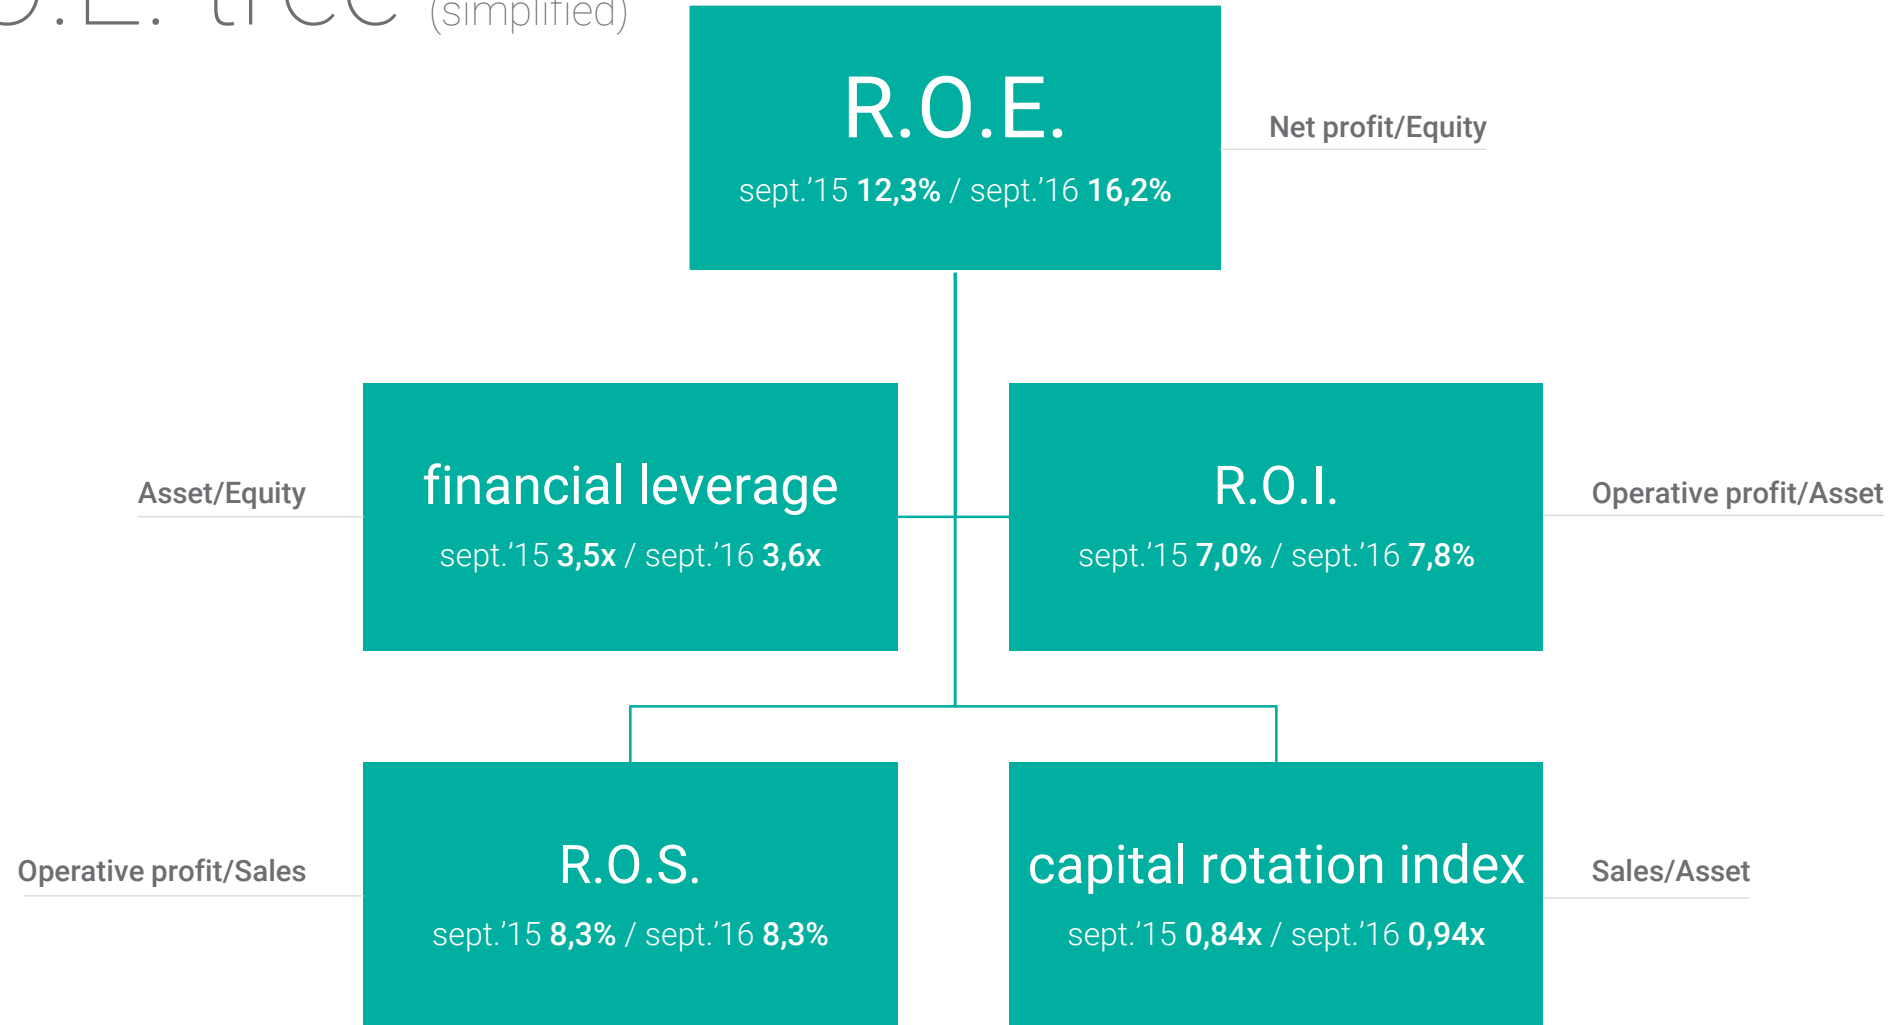 .E. tree (simplified)
R.O.E.
sept.’15 12,3% / sept.’16 16,2%
Net profit/Equity
financial leverage
sept.’15 3,5x / sept.’16 3,6x
Asset/Equity
R.O.I.
sept.’15 7,0% / sept.’16 7,8%
Operative profit/Asset
R.O.S.
sept.’15 8,3% / sept.’16 8,3%
Operative profit/Sales
capital rotation index
sept.’15 0,84x / sept.’16 0,94x
Sales/Asset